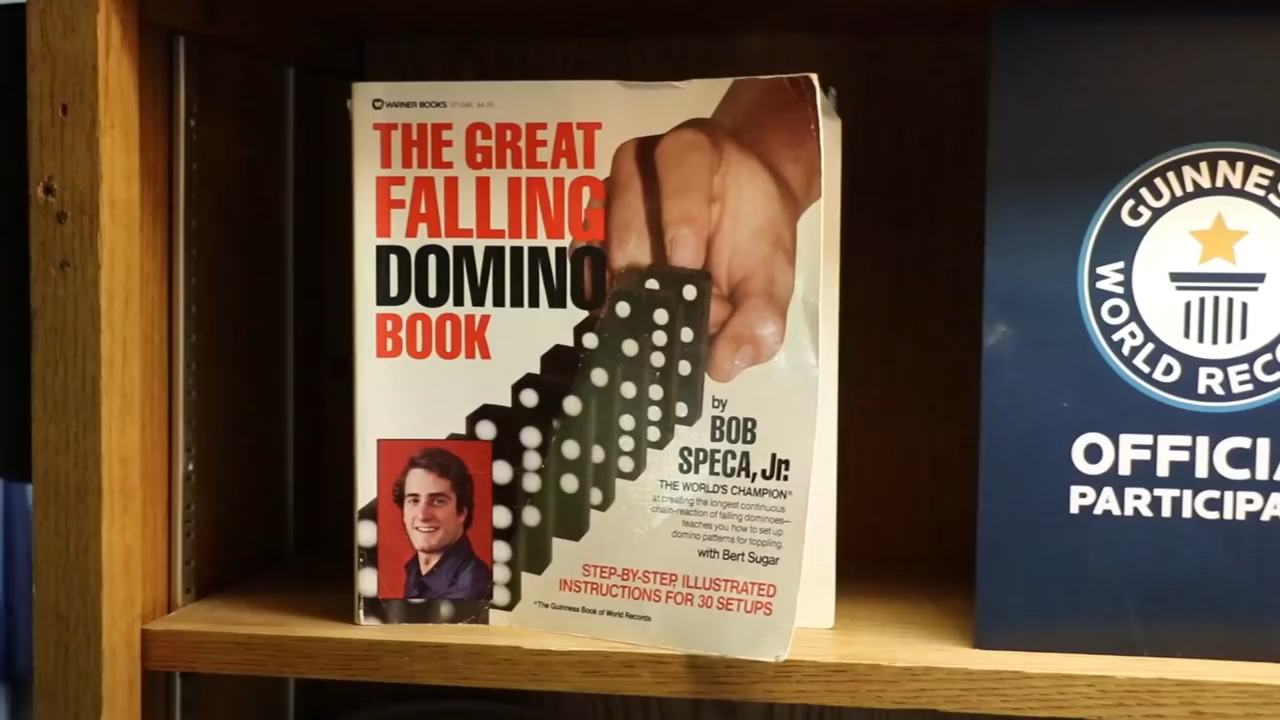 WARNER BOOKS
THE GREAT
FALLING
DOMINO
BOOK
by
BOB
SPECA, Jr.
THE WORLD'S CHAMPION*
at creating the longest continuous
chain-reaction of falling dominoes—
teaches you how to set up
domino patterns for toppling.
with Bert Sugar
STEP-BY-STEP, ILLUSTRATED
INSTRUCTIONS FOR 30 SETUPS
*The Guinness Book of World Records
GUINNES
WORLD REC
OFFICIA
PARTICIPA